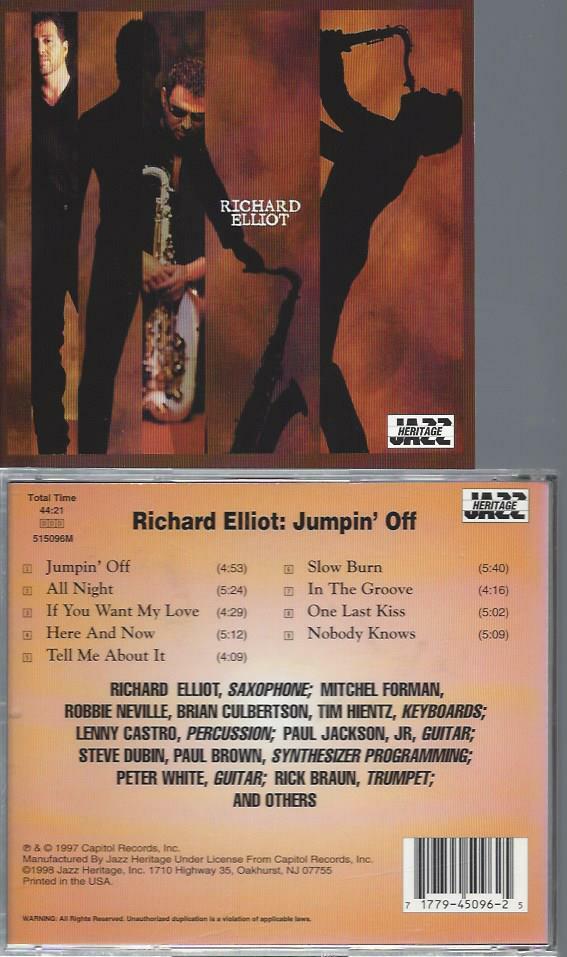 RICHARD
ELLIOT
JAZZ
HERITAGE
Total Time
44:21
DDD
515096M
Richard Elliot: Jumpin' Off
JAZZ
HERITAGE
1 Jumpin' Off (4:53)
2 All Night (5:24)
3 If You Want My Love (4:29)
4 Here And Now (5:12)
5 Tell Me About It (4:09)
6 Slow Burn (5:40)
7 In The Groove (4:16)
8 One Last Kiss (5:02)
9 Nobody Knows (5:09)
RICHARD ELLIOT, SAXOPHONE; MITCHEL FORMAN,
ROBBIE NEVILLE, BRIAN CULBERTSON, TIM HIENTZ, KEYBOARDS;
LENNY CASTRO, PERCUSSION; PAUL JACKSON, JR, GUITAR;
STEVE DUBIN, PAUL BROWN, SYNTHESIZER PROGRAMMING;
PETER WHITE, GUITAR; RICK BRAUN, TRUMPET;
AND OTHERS
℗ & © 1997 Capitol Records, Inc.
Manufactured By Jazz Heritage Under License From Capitol Records, Inc.
©1998 Jazz Heritage, Inc. 1710 Highway 35, Oakhurst, NJ 07755
Printed in the USA.
WARNING: All Rights Reserved. Unauthorized duplication is a violation of applicable laws.
7 1779-45096-2 5